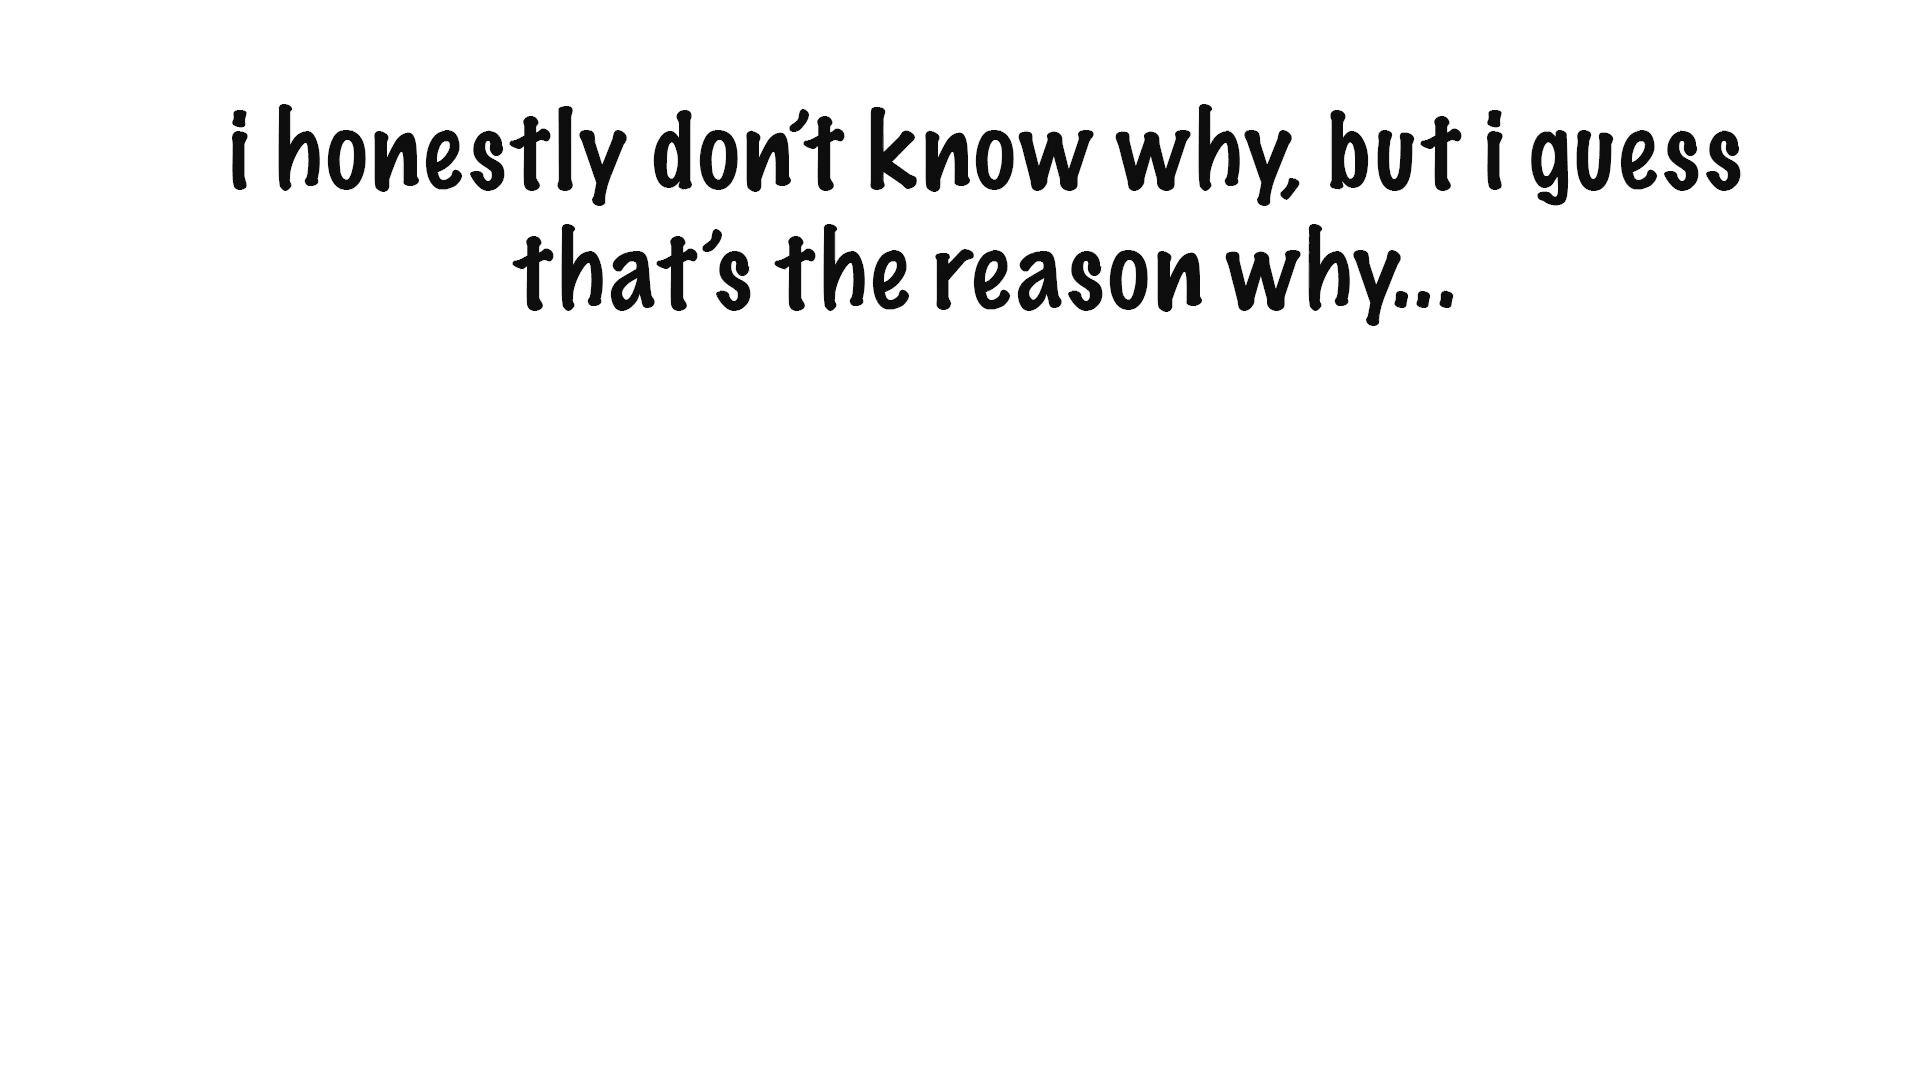 i honestly don't know why, but i guess
that's the reason why...